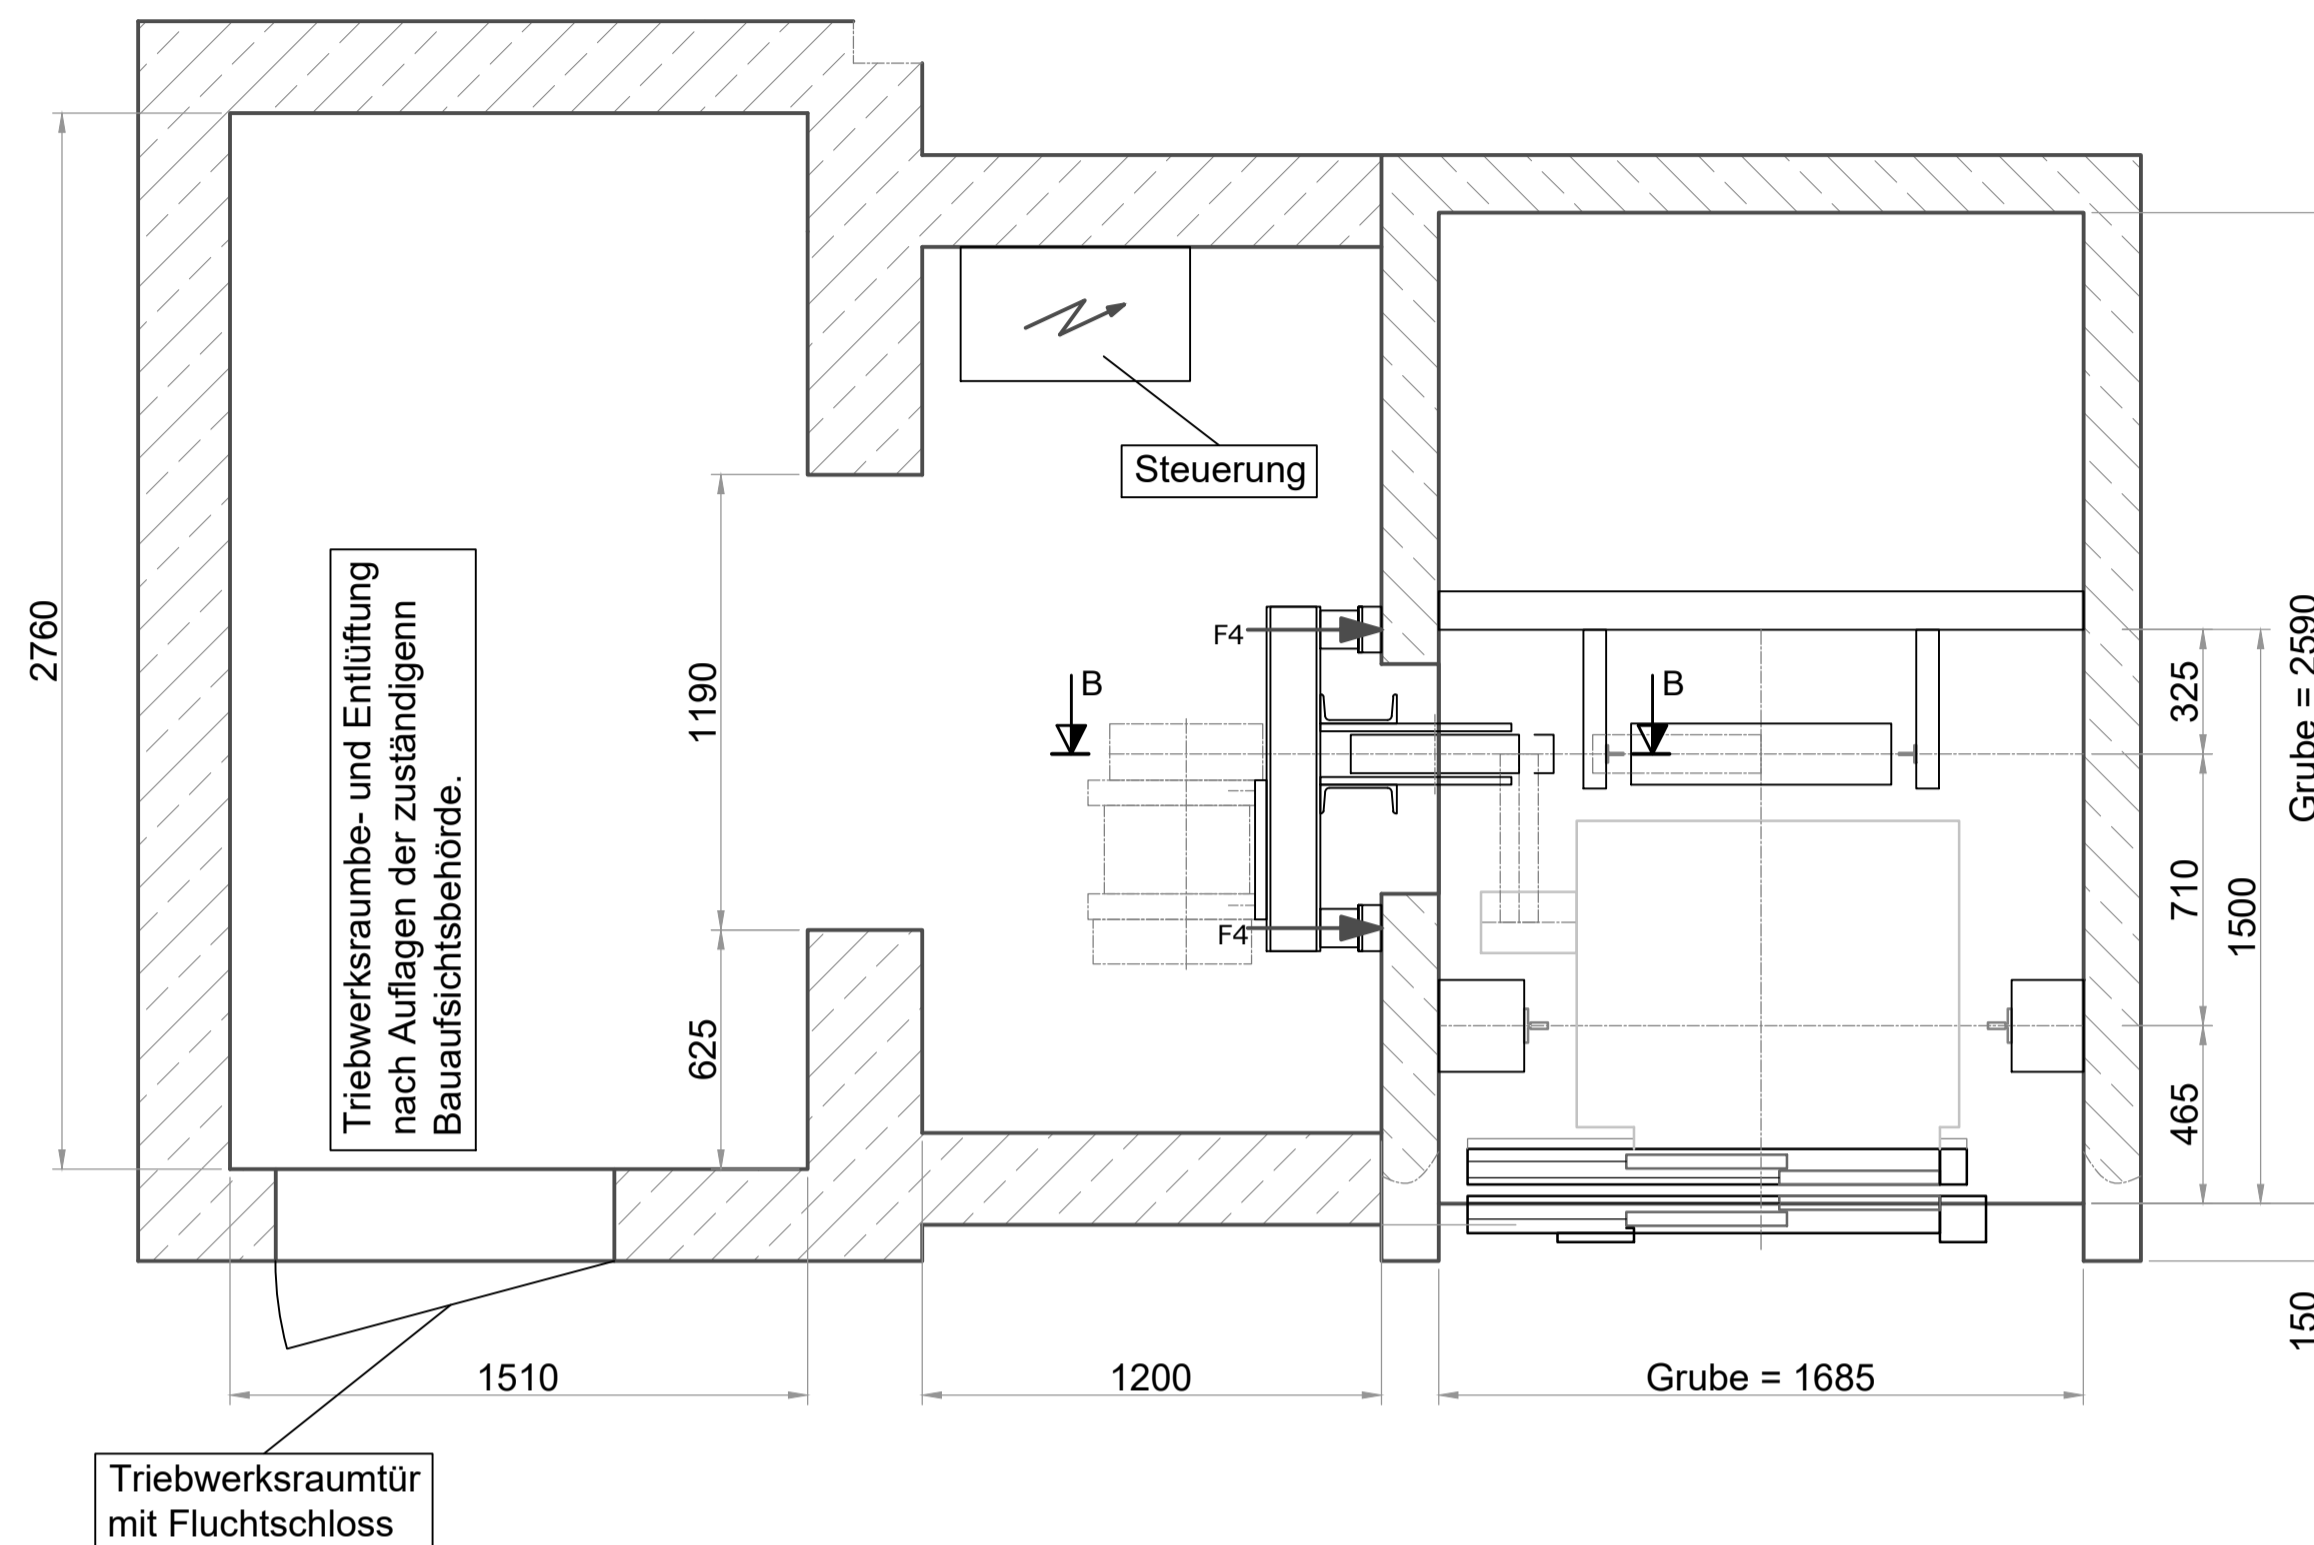 Steuerung
F4
B
B
F4
2760
Triebwerksraumbe- und Entlüftung
nach Auflagen der zuständigenn
Bauaufsichtsbehörde.
1190
625
325
710
465
1500
Grube = 2590
150
1510
1200
Grube = 1685
Triebwerksraumtür
mit Fluchtschloss